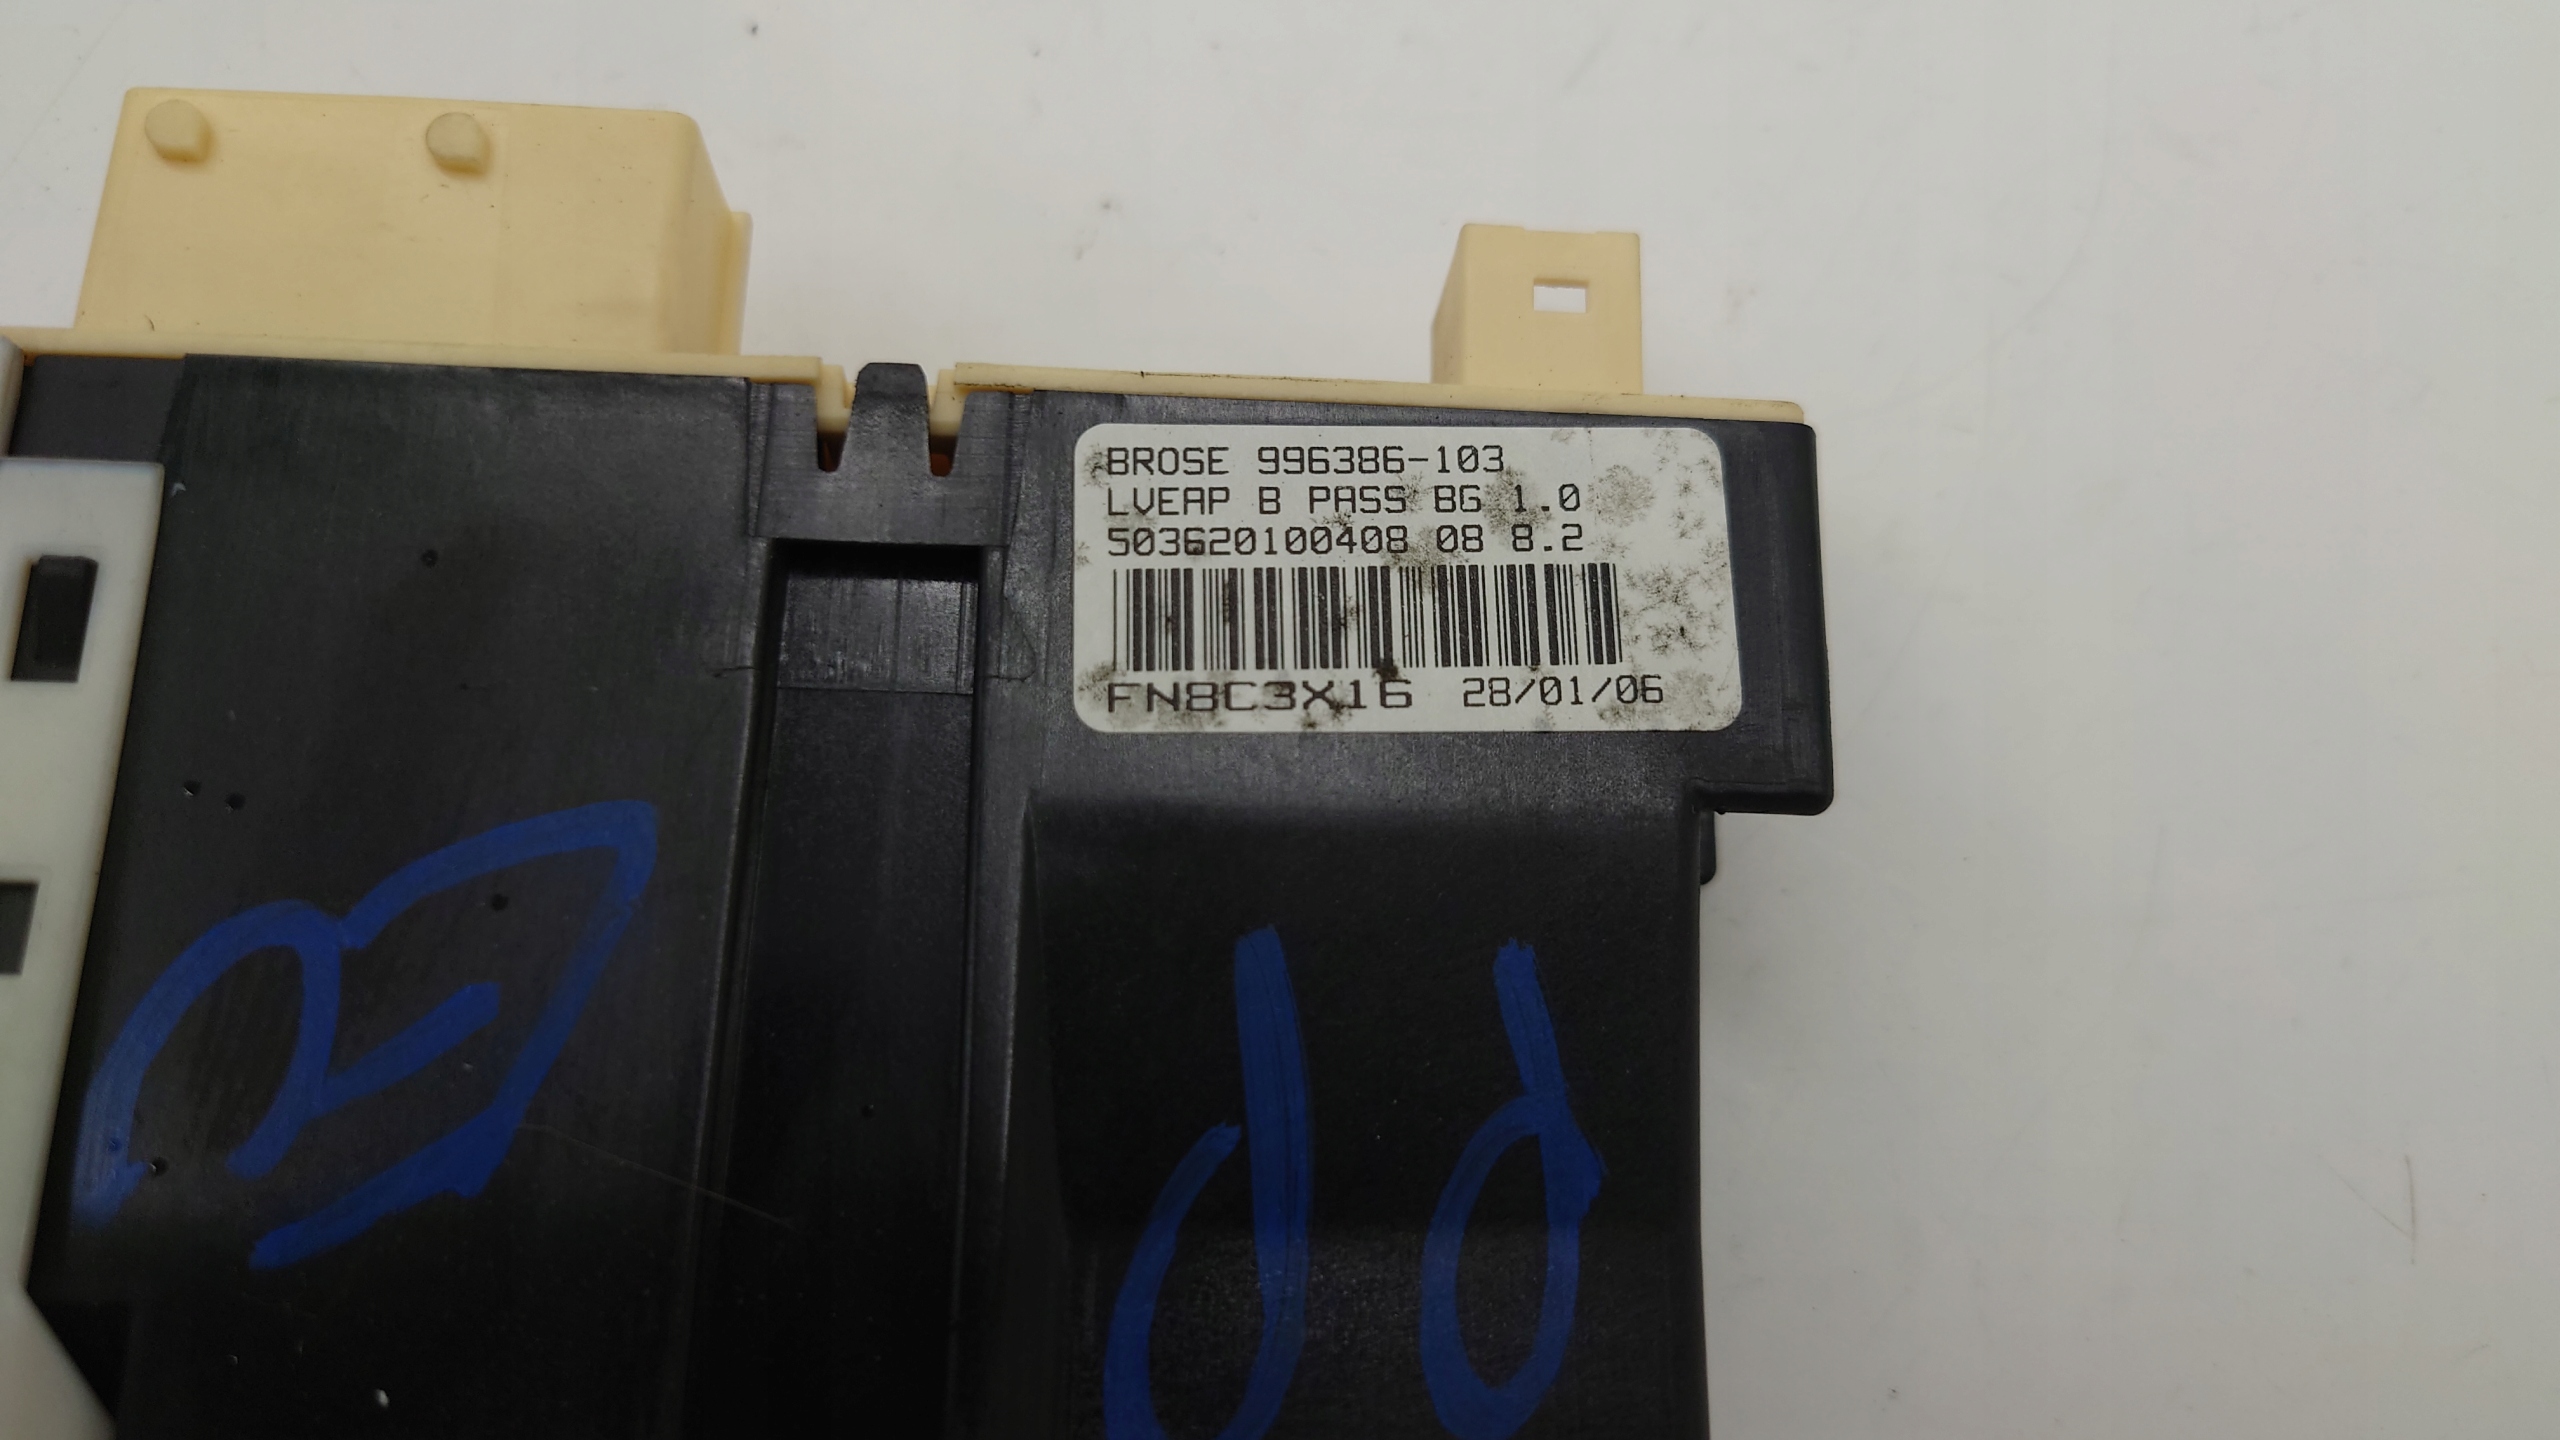 BROSE 996386-103
LVEAP B PASS BG 1.0
503620100408 08 8.2
FN8C3X16 28/01/06